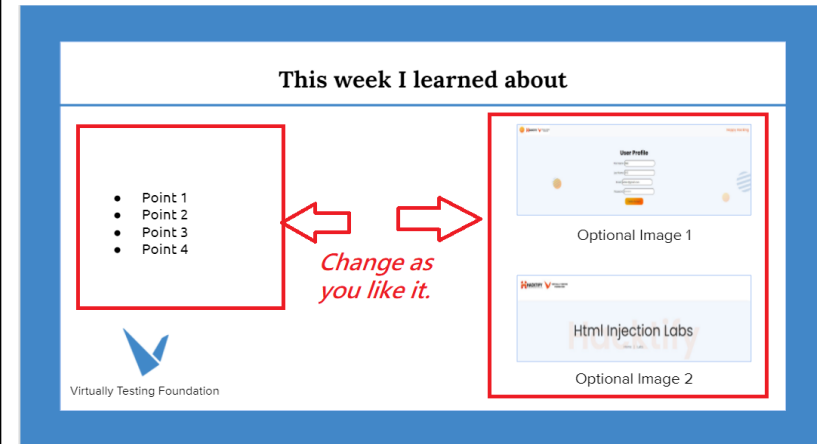 This week I learned about
● Point 1
● Point 2
● Point 3
● Point 4
Change as
you like it.
User Profile
Optional Image 1
Hacktify
Html Injection Labs
Optional Image 2
Virtually Testing Foundation